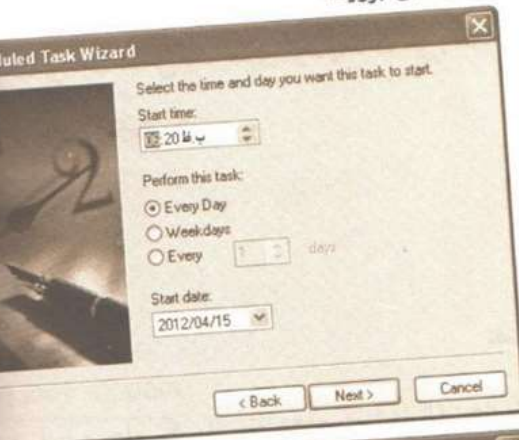 uled Task Wizard
Select the time and day you want this task to start.
Start time:
:20 ب.ظ
Perform this task:
Every Day
Weekdays
Every 1 days
Start date:
2012/04/15
< Back Next > Cancel